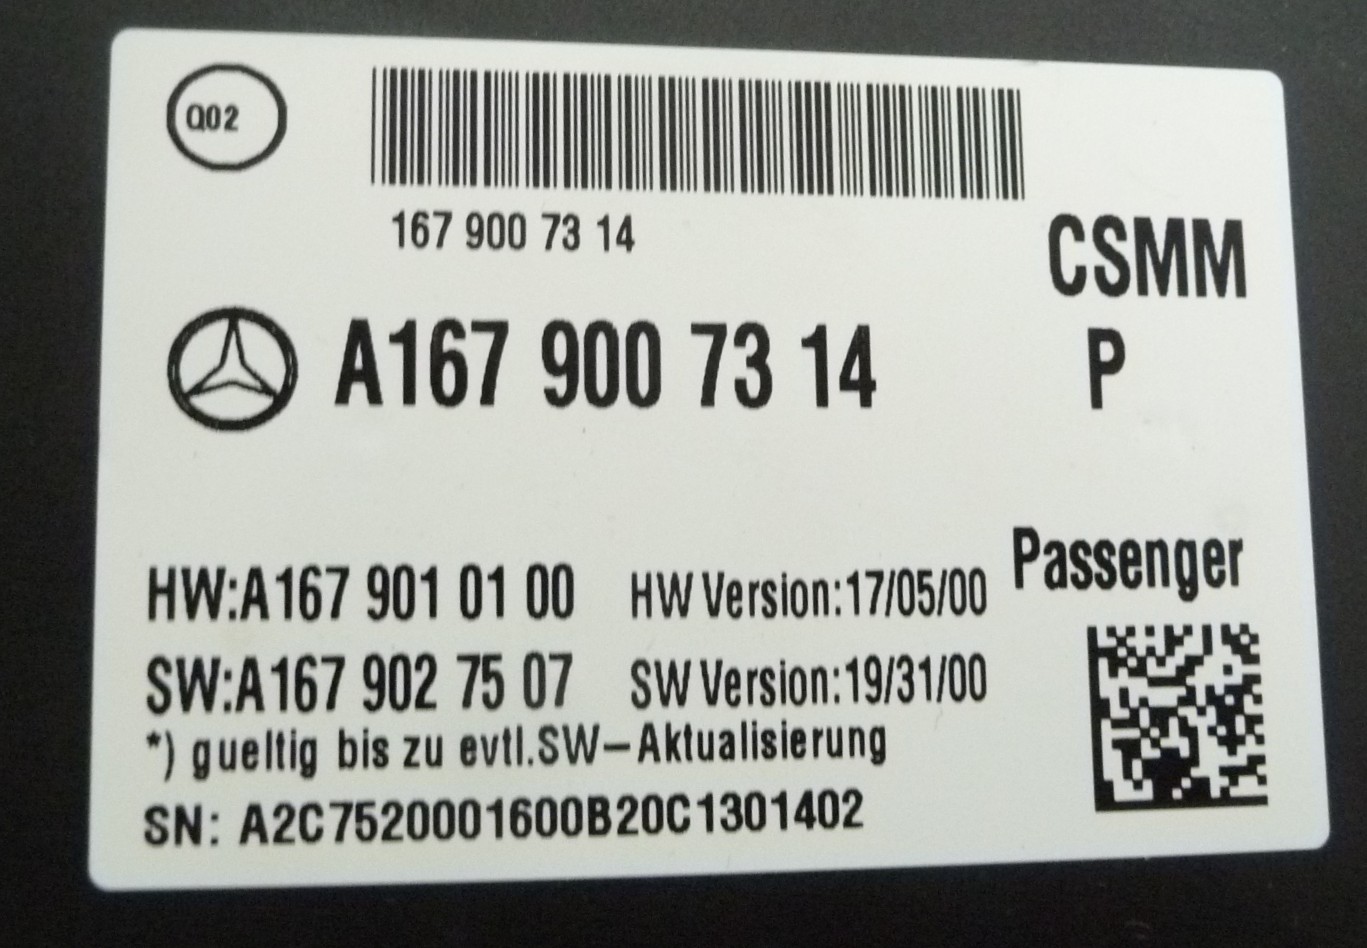 Q02
167 900 73 14
CSMM
A167 900 73 14
P
Passenger
HW:A167 901 01 00 HW Version:17/05/00
SW:A167 902 75 07 SW Version:19/31/00
*) gueltig bis zu evtl.SW-Aktualisierung
SN: A2C7520001600B20C1301402